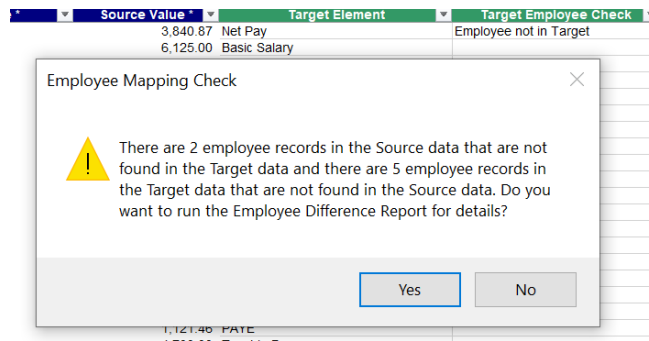 * Source Value * Target Element Target Employee Check
3,840.87 Net Pay Employee not in Target
6,125.00 Basic Salary
Employee Mapping Check
There are 2 employee records in the Source data that are not
found in the Target data and there are 5 employee records in
the Target data that are not found in the Source data. Do you
want to run the Employee Difference Report for details?
Yes No
1,121.46 PAYE